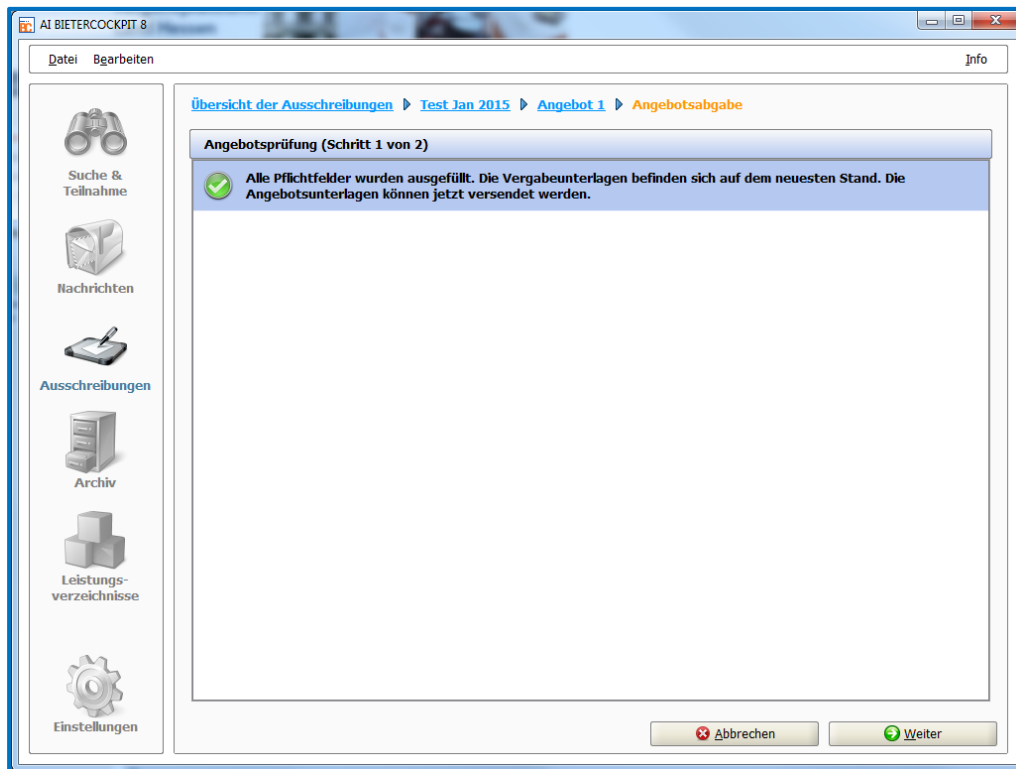 AI BIETERCOCKPIT 8
Datei Bearbeiten Info
Suche &
Teilnahme
Nachrichten
Ausschreibungen
Archiv
Leistungs-
verzeichnisse
Einstellungen
Übersicht der Ausschreibungen Test Jan 2015 Angebot 1 Angebotsabgabe
Angebotsprüfung (Schritt 1 von 2)
Alle Pflichtfelder wurden ausgefüllt. Die Vergabeunterlagen befinden sich auf dem neuesten Stand. Die
Angebotsunterlagen können jetzt versendet werden.
Abbrechen Weiter